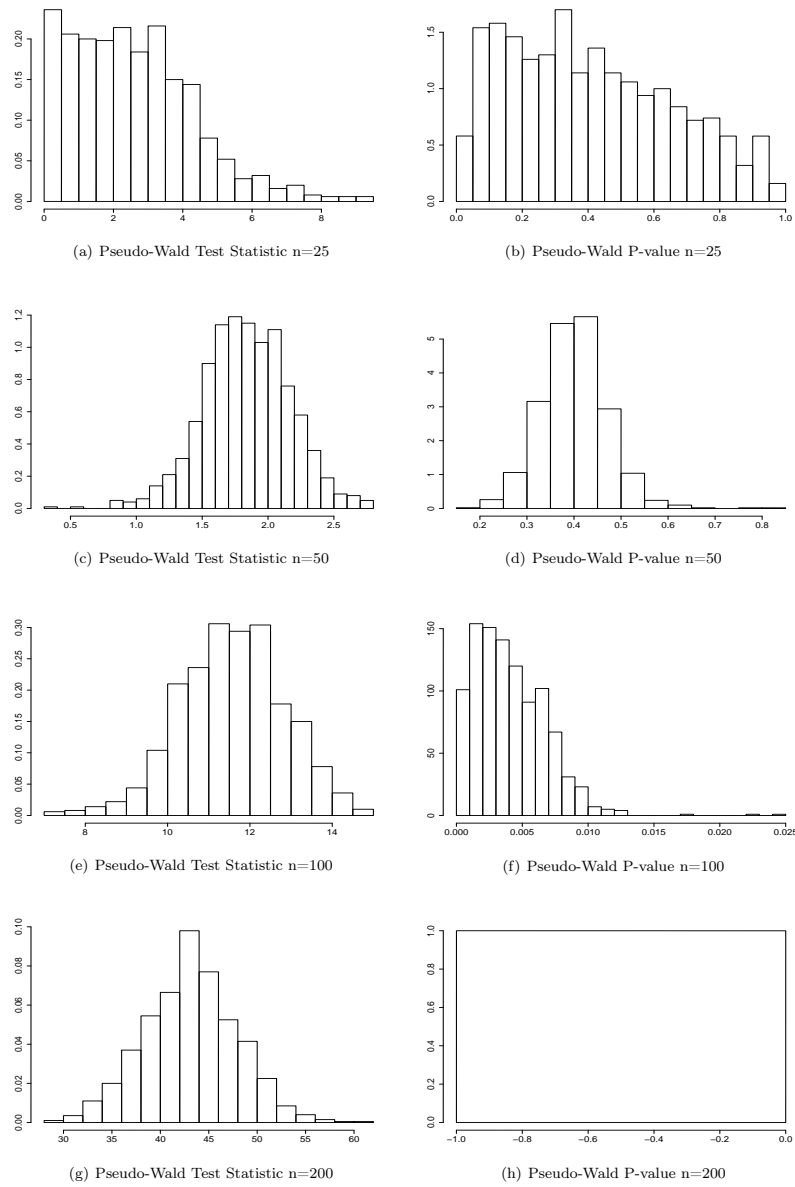 0.00 0.05 0.10 0.15 0.20
0 2 4 6 8
(a) Pseudo-Wald Test Statistic n=25
0.0 0.5 1.0 1.5
0.0 0.2 0.4 0.6 0.8 1.0
(b) Pseudo-Wald P-value n=25
0.0 0.2 0.4 0.6 0.8 1.0 1.2
0.5 1.0 1.5 2.0 2.5
(c) Pseudo-Wald Test Statistic n=50
0 1 2 3 4 5
0.2 0.3 0.4 0.5 0.6 0.7 0.8
(d) Pseudo-Wald P-value n=50
0.00 0.05 0.10 0.15 0.20 0.25 0.30
8 10 12 14
(e) Pseudo-Wald Test Statistic n=100
0 50 100 150
0.000 0.005 0.010 0.015 0.020 0.025
(f) Pseudo-Wald P-value n=100
0.00 0.02 0.04 0.06 0.08 0.10
30 35 40 45 50 55 60
(g) Pseudo-Wald Test Statistic n=200
0.0 0.2 0.4 0.6 0.8 1.0
−1.0 −0.8 −0.6 −0.4 −0.2 0.0
(h) Pseudo-Wald P-value n=200